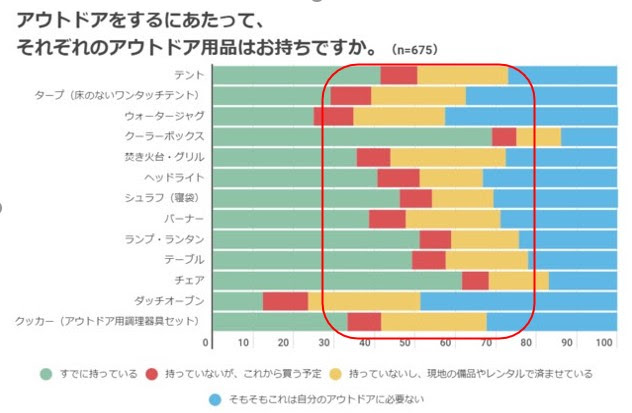 アウトドアをするにあたって、
それぞれのアウトドア用品はお持ちですか。（n=675）
テント
タープ（床のないワンタッチテント）
ウォータージャグ
クーラーボックス
焚き火台・グリル
ヘッドライト
シュラフ（寝袋）
バーナー
ランプ・ランタン
テーブル
チェア
ダッチオーブン
クッカー（アウトドア用調理器具セット）
0 10 20 30 40 50 60 70 80 90 100
すでに持っている 持っていないが、これから買う予定 持っていないし、現地の備品やレンタルで済ませている
そもそもこれは自分のアウトドアに必要ない